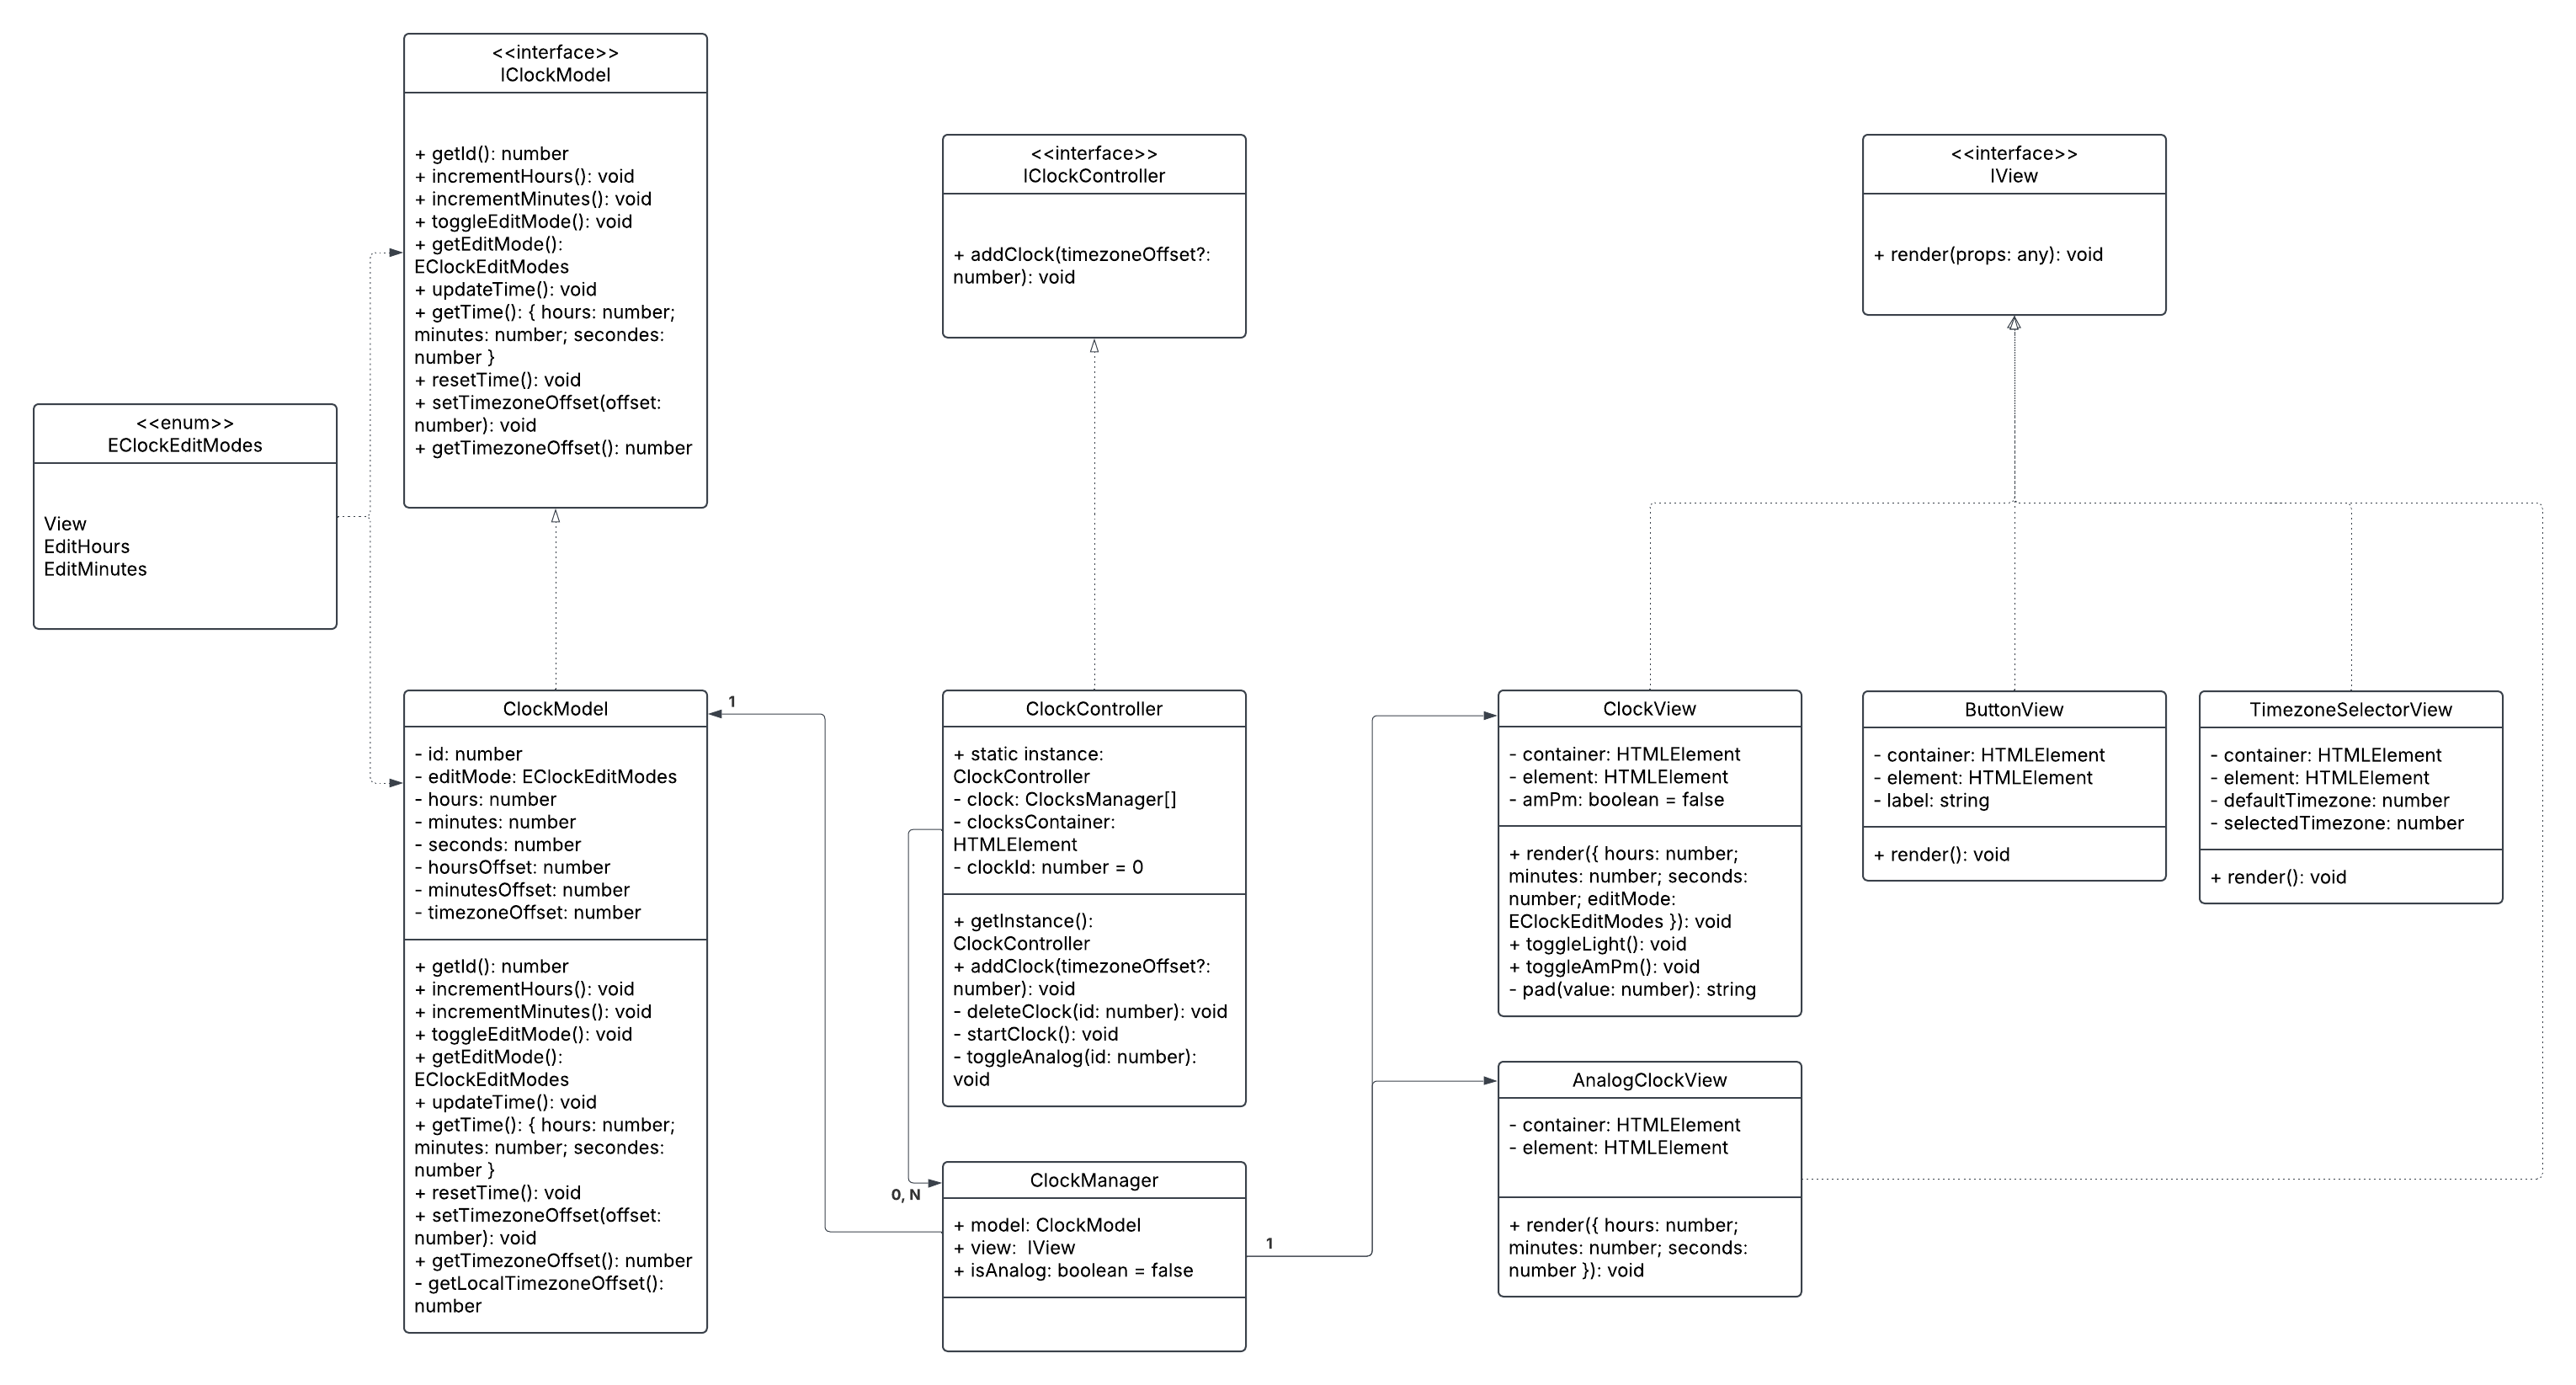 <<interface>>
IClockModel
+ getId(): number
+ incrementHours(): void
+ incrementMinutes(): void
+ toggleEditMode(): void
+ getEditMode():
EClockEditModes
+ updateTime(): void
+ getTime(): { hours: number;
minutes: number; secondes:
number }
+ resetTime(): void
+ setTimezoneOffset(offset:
number): void
+ getTimezoneOffset(): number
<<interface>>
IClockController
+ addClock(timezoneOffset?:
number): void
<<interface>>
IView
+ render(props: any): void
<<enum>>
EClockEditModes
View
EditHours
EditMinutes
ClockModel
- id: number
- editMode: EClockEditModes
- hours: number
- minutes: number
- seconds: number
- hoursOffset: number
- minutesOffset: number
- timezoneOffset: number
+ getId(): number
+ incrementHours(): void
+ incrementMinutes(): void
+ toggleEditMode(): void
+ getEditMode():
EClockEditModes
+ updateTime(): void
+ getTime(): { hours: number;
minutes: number; secondes:
number }
+ resetTime(): void
+ setTimezoneOffset(offset:
number): void
+ getTimezoneOffset(): number
- getLocalTimezoneOffset():
number
1
ClockController
+ static instance:
ClockController
- clock: ClocksManager[]
- clocksContainer:
HTMLElement
- clockId: number = 0
+ getInstance():
ClockController
+ addClock(timezoneOffset?:
number): void
- deleteClock(id: number): void
- startClock(): void
- toggleAnalog(id: number):
void
0, N
ClockManager
+ model: ClockModel
+ view:  IView
+ isAnalog: boolean = false
1
ClockView
- container: HTMLElement
- element: HTMLElement
- amPm: boolean = false
+ render({ hours: number;
minutes: number; seconds:
number; editMode:
EClockEditModes }): void
+ toggleLight(): void
+ toggleAmPm(): void
- pad(value: number): string
AnalogClockView
- container: HTMLElement
- element: HTMLElement
+ render({ hours: number;
minutes: number; seconds:
number }): void
ButtonView
- container: HTMLElement
- element: HTMLElement
- label: string
+ render(): void
TimezoneSelectorView
- container: HTMLElement
- element: HTMLElement
- defaultTimezone: number
- selectedTimezone: number
+ render(): void